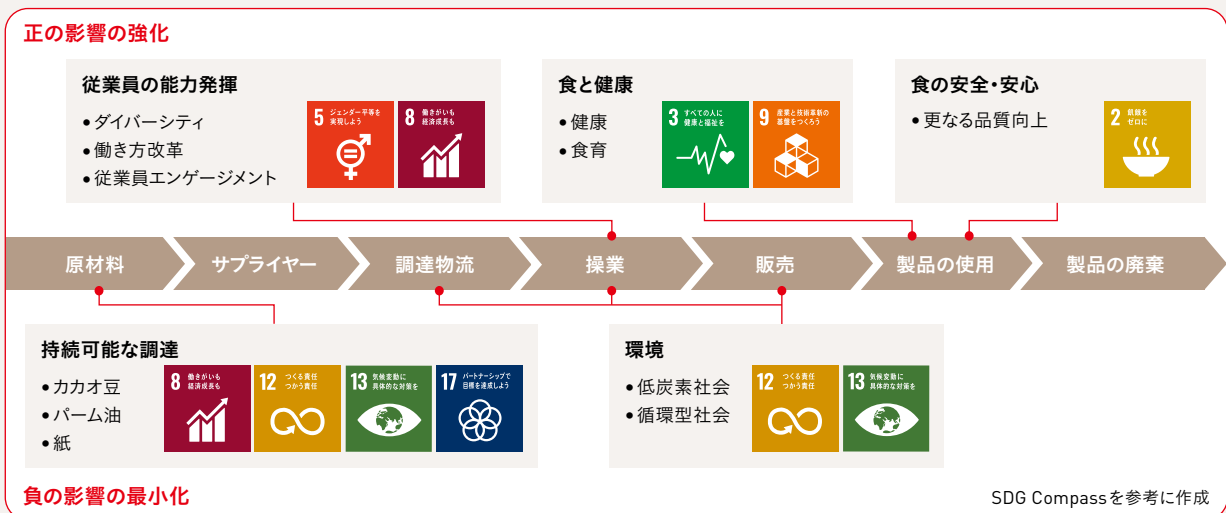 正の影響の強化
従業員の能力発揮
•ダイバーシティ
•働き方改革
•従業員エンゲージメント
5 ジェンダー平等を
実現しよう
8 働きがいも
経済成長も
食と健康
•健康
•食育
3 すべての人に
健康と福祉を
9 産業と技術革新の
基盤をつくろう
食の安全・安心
•更なる品質向上
2 飢餓を
ゼロに
原材料
サプライヤー
調達物流
操業
販売
製品の使用
製品の廃棄
持続可能な調達
•カカオ豆
•パーム油
•紙
8 働きがいも
経済成長も
12 つくる責任
つかう責任
13 気候変動に
具体的な対策を
17 パートナーシップで
目標を達成しよう
環境
•低炭素社会
•循環型社会
12 つくる責任
つかう責任
13 気候変動に
具体的な対策を
負の影響の最小化
SDG Compassを参考に作成